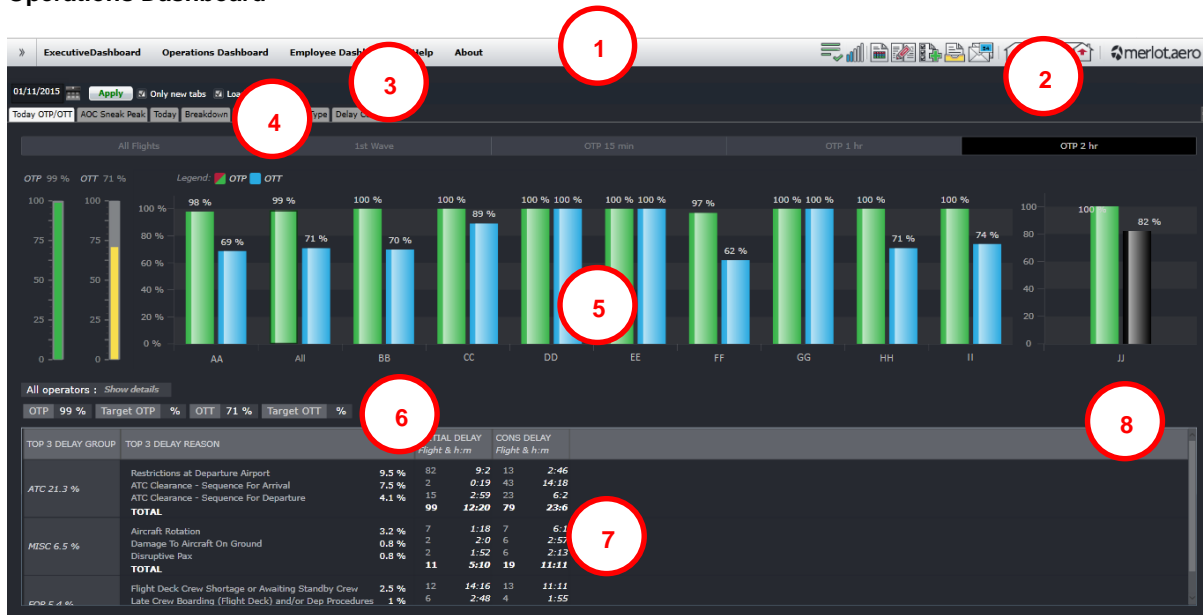 Operations Dashboard
» ExecutiveDashboard Operations Dashboard Employee Help About merlot.aero
1
2
3
01/11/2015 Apply Only new tabs
4
Today OTP/OTT AOC Sneak Peak Today Breakdown Type Delay
All Flights 1st Wave OTP 15 min OTP 1 hr OTP 2 hr
OTP 99 % OTT 71 % Legend: OTP OTT
100 100 100 % 98 % 69 % 99 % 71 % 100 % 70 % 100 % 89 % 100 % 100 % 100 % 100 % 97 % 62 % 100 % 100 % 100 % 71 % 100 % 74 % 100 100 % 82 %
75 75 80 % 80
60 % 60
50 50 40 % 40
5
25 25 20 % 20
0 0 0 % 0
AA All BB CC DD EE FF GG HH II JJ
All operators : Show details
OTP 99 % Target OTP % OTT 71 % Target OTT %
6
8
TOP 3 DELAY GROUP TOP 3 DELAY REASON DELAY CONS DELAY
Flight & h:m Flight & h:m
ATC 21.3 %
Restrictions at Departure Airport 9.5 % 82 9:2 13 2:46
ATC Clearance - Sequence For Arrival 7.5 % 2 0:19 43 14:18
ATC Clearance - Sequence For Departure 4.1 % 15 2:59 23 6:2
TOTAL 99 12:20 79 23:6
MISC 6.5 %
Aircraft Rotation 3.2 % 7 1:18 7 6:1
Damage To Aircraft On Ground 0.8 % 2 2:0 6 2:57
Disruptive Pax 0.8 % 2 1:52 6 2:13
TOTAL 11 5:10 19 11:11
7
Flight Deck Crew Shortage or Awaiting Standby Crew 2.5 % 12 14:16 13 11:11
Late Crew Boarding (Flight Deck) and/or Dep Procedures 1 % 6 2:48 4 1:55